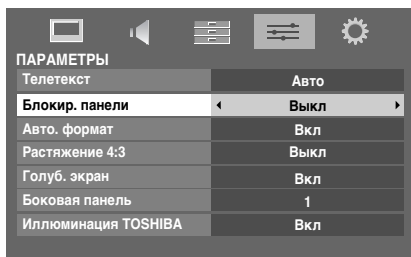 ПАРАМЕТРЫ
Телетекст Авто
Блокир. панели Выкл
Авто. формат Вкл
Растяжение 4:3 Выкл
Голуб. экран Вкл
Боковая панель 1
Иллюминация TOSHIBA Вкл